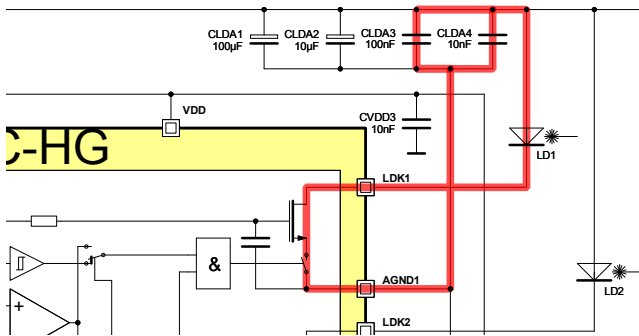 CLDA1
100µF
CLDA2
10µF
CLDA3
100nF
CLDA4
10nF
VDD
CVDD3
10nF
C-HG
LD1
LDK1
&
AGND1
LD2
+
LDK2